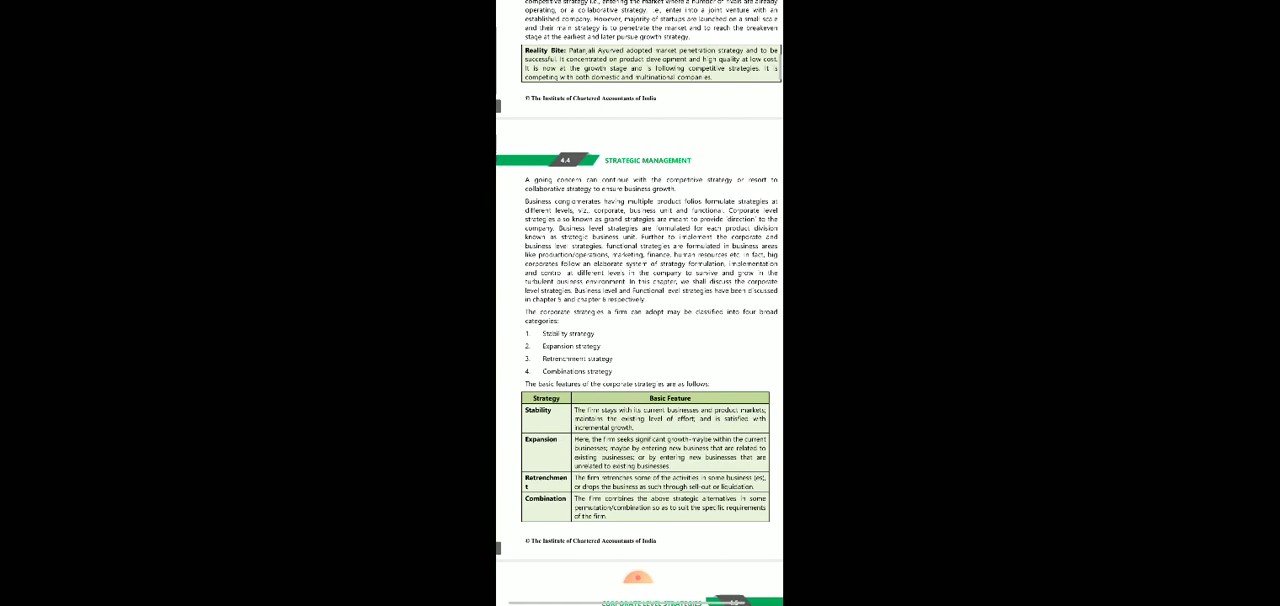 competitive strategy i.e., entering the market where a number of rivals are already
operating, or a collaborative strategy. i.e., enter into a joint venture with an
established company. However, majority of startups are launched on a small scale
and their main strategy is to penetrate the market and to reach the breakeven
stage at the earliest and later pursue growth strategy.
Reality Bite: Patanjali Ayurved adopted market penetration strategy and to be
successful. It concentrated on product development and high quality at low cost.
It is now at the growth stage and is following competitive strategies. It is
competing with both domestic and multinational companies.
© The Institute of Chartered Accountants of India
4.4 STRATEGIC MANAGEMENT
A going concern can continue with the competitive strategy or resort to
collaborative strategy to ensure business growth.
Business conglomerates having multiple product folios formulate strategies at
different levels, viz., corporate, business unit and functional. Corporate level
strategies also known as grand strategies are meant to provide 'direction' to the
company. Business level strategies are formulated for each product division
known as strategic business unit. Further to implement the corporate and
business level strategies, functional strategies are formulated in business areas
like production/operations, marketing, finance, human resources etc. In fact, big
corporates follow an elaborate system of strategy formulation, implementation
and control at different levels in the company to survive and grow in the
turbulent business environment. In this chapter, we shall discuss the corporate
level strategies. Business level and Functional level strategies have been discussed
in chapter 5 and chapter 6 respectively.
The corporate strategies a firm can adopt may be classified into four broad
categories:
1. Stability strategy
2. Expansion strategy
3. Retrenchment strategy
4. Combinations strategy
The basic features of the corporate strategies are as follows:
Strategy Basic Feature
Stability The firm stays with its current businesses and product markets;
maintains the existing level of effort; and is satisfied with
incremental growth.
Expansion Here, the firm seeks significant growth-maybe within the current
businesses; maybe by entering new business that are related to
existing businesses; or by entering new businesses that are
unrelated to existing businesses.
Retrenchmen The firm retrenches some of the activities in some business (es),
t or drops the business as such through sell-out or liquidation.
Combination The firm combines the above strategic alternatives in some
permutation/combination so as to suit the specific requirements
of the firm.
© The Institute of Chartered Accountants of India
CORPORATE LEVEL STRATEGIES 4.5